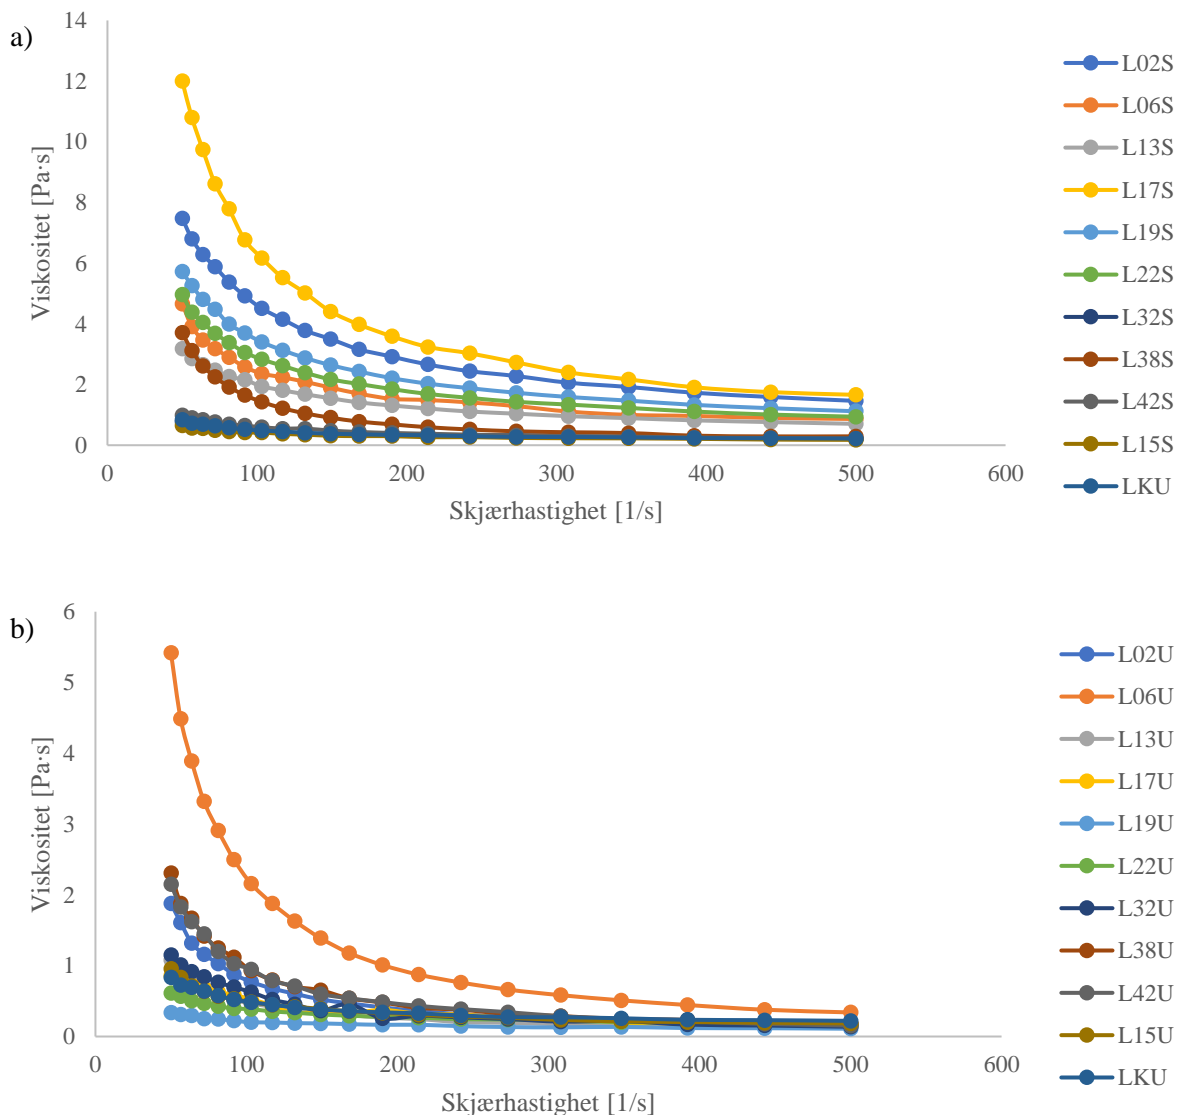 a)
14
12
10
8
6
4
2
0
Viskositet [Pa·s]
0 100 200 300 400 500 600
Skjærhastighet [1/s]
L02S
L06S
L13S
L17S
L19S
L22S
L32S
L38S
L42S
L15S
LKU
b)
6
5
4
3
2
1
0
Viskositet [Pa·s]
0 100 200 300 400 500 600
Skjærhastighet [1/s]
L02U
L06U
L13U
L17U
L19U
L22U
L32U
L38U
L42U
L15U
LKU